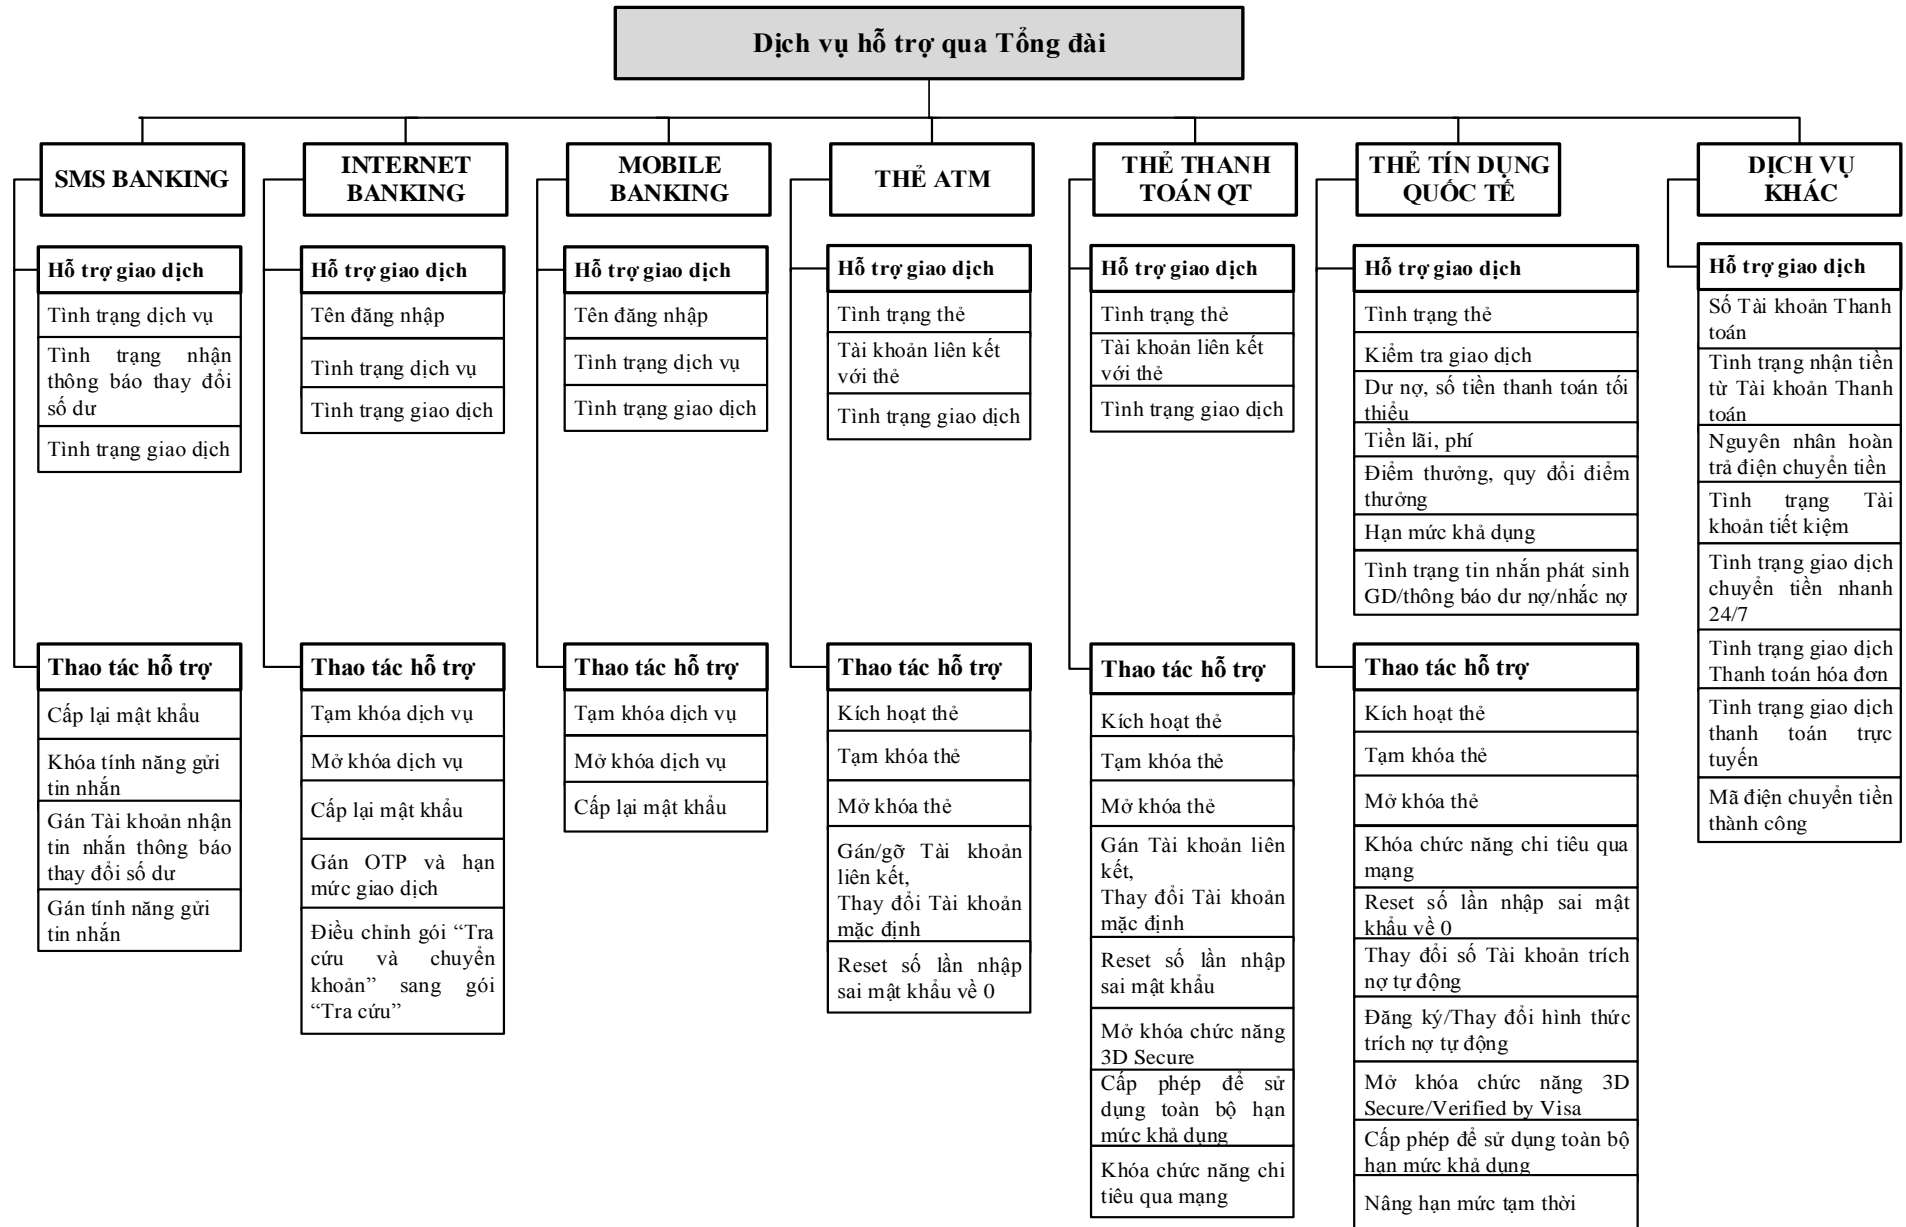 Dịch vụ hỗ trợ qua Tổng đài
SMS BANKING
Hỗ trợ giao dịch
Tình trạng dịch vụ
Tình trạng nhận
thông báo thay đổi
số dư
Tình trạng giao dịch
Thao tác hỗ trợ
Cấp lại mật khẩu
Khóa tính năng gửi
tin nhắn
Gán Tài khoản nhận
tin nhắn thông báo
thay đổi số dư
Gán tính năng gửi
tin nhắn
INTERNET
BANKING
Hỗ trợ giao dịch
Tên đăng nhập
Tình trạng dịch vụ
Tình trạng giao dịch
Thao tác hỗ trợ
Tạm khóa dịch vụ
Mở khóa dịch vụ
Cấp lại mật khẩu
Gán OTP và hạn
mức giao dịch
Điều chỉnh gói “Tra
cứu và chuyển
khoản” sang gói
“Tra cứu”
MOBILE
BANKING
Hỗ trợ giao dịch
Tên đăng nhập
Tình trạng dịch vụ
Tình trạng giao dịch
Thao tác hỗ trợ
Tạm khóa dịch vụ
Mở khóa dịch vụ
Cấp lại mật khẩu
THẺ ATM
Hỗ trợ giao dịch
Tình trạng thẻ
Tài khoản liên kết
với thẻ
Tình trạng giao dịch
Thao tác hỗ trợ
Kích hoạt thẻ
Tạm khóa thẻ
Mở khóa thẻ
Gán/gỡ Tài khoản
liên kết,
Thay đổi Tài khoản
mặc định
Reset số lần nhập
sai mật khẩu về 0
THẺ THANH
TOÁN QT
Hỗ trợ giao dịch
Tình trạng thẻ
Tài khoản liên kết
với thẻ
Tình trạng giao dịch
Thao tác hỗ trợ
Kích hoạt thẻ
Tạm khóa thẻ
Mở khóa thẻ
Gán Tài khoản liên
kết,
Thay đổi Tài khoản
mặc định
Reset số lần nhập
sai mật khẩu
Mở khóa chức năng
3D Secure
Cấp phép để sử
dụng toàn bộ hạn
mức khả dụng
Khóa chức năng chi
tiêu qua mạng
THẺ TÍN DỤNG
QUỐC TẾ
Hỗ trợ giao dịch
Tình trạng thẻ
Kiểm tra giao dịch
Dư nợ, số tiền thanh toán tối
thiểu
Tiền lãi, phí
Điểm thưởng, quy đổi điểm
thưởng
Hạn mức khả dụng
Tình trạng tin nhắn phát sinh
GD/thông báo dư nợ/nhắc nợ
Thao tác hỗ trợ
Kích hoạt thẻ
Tạm khóa thẻ
Mở khóa thẻ
Khóa chức năng chi tiêu qua
mạng
Reset số lần nhập sai mật
khẩu về 0
Thay đổi số Tài khoản trích
nợ tự động
Đăng ký/Thay đổi hình thức
trích nợ tự động
Mở khóa chức năng 3D
Secure/Verified by Visa
Cấp phép để sử dụng toàn bộ
hạn mức khả dụng
Nâng hạn mức tạm thời
DỊCH VỤ
KHÁC
Hỗ trợ giao dịch
Số Tài khoản Thanh
toán
Tình trạng nhận tiền
từ Tài khoản Thanh
toán
Nguyên nhân hoàn
trả điện chuyển tiền
Tình trạng Tài
khoản tiết kiệm
Tình trạng giao dịch
chuyển tiền nhanh
24/7
Tình trạng giao dịch
Thanh toán hóa đơn
Tình trạng giao dịch
thanh toán trực
tuyến
Mã điện chuyển tiền
thành công